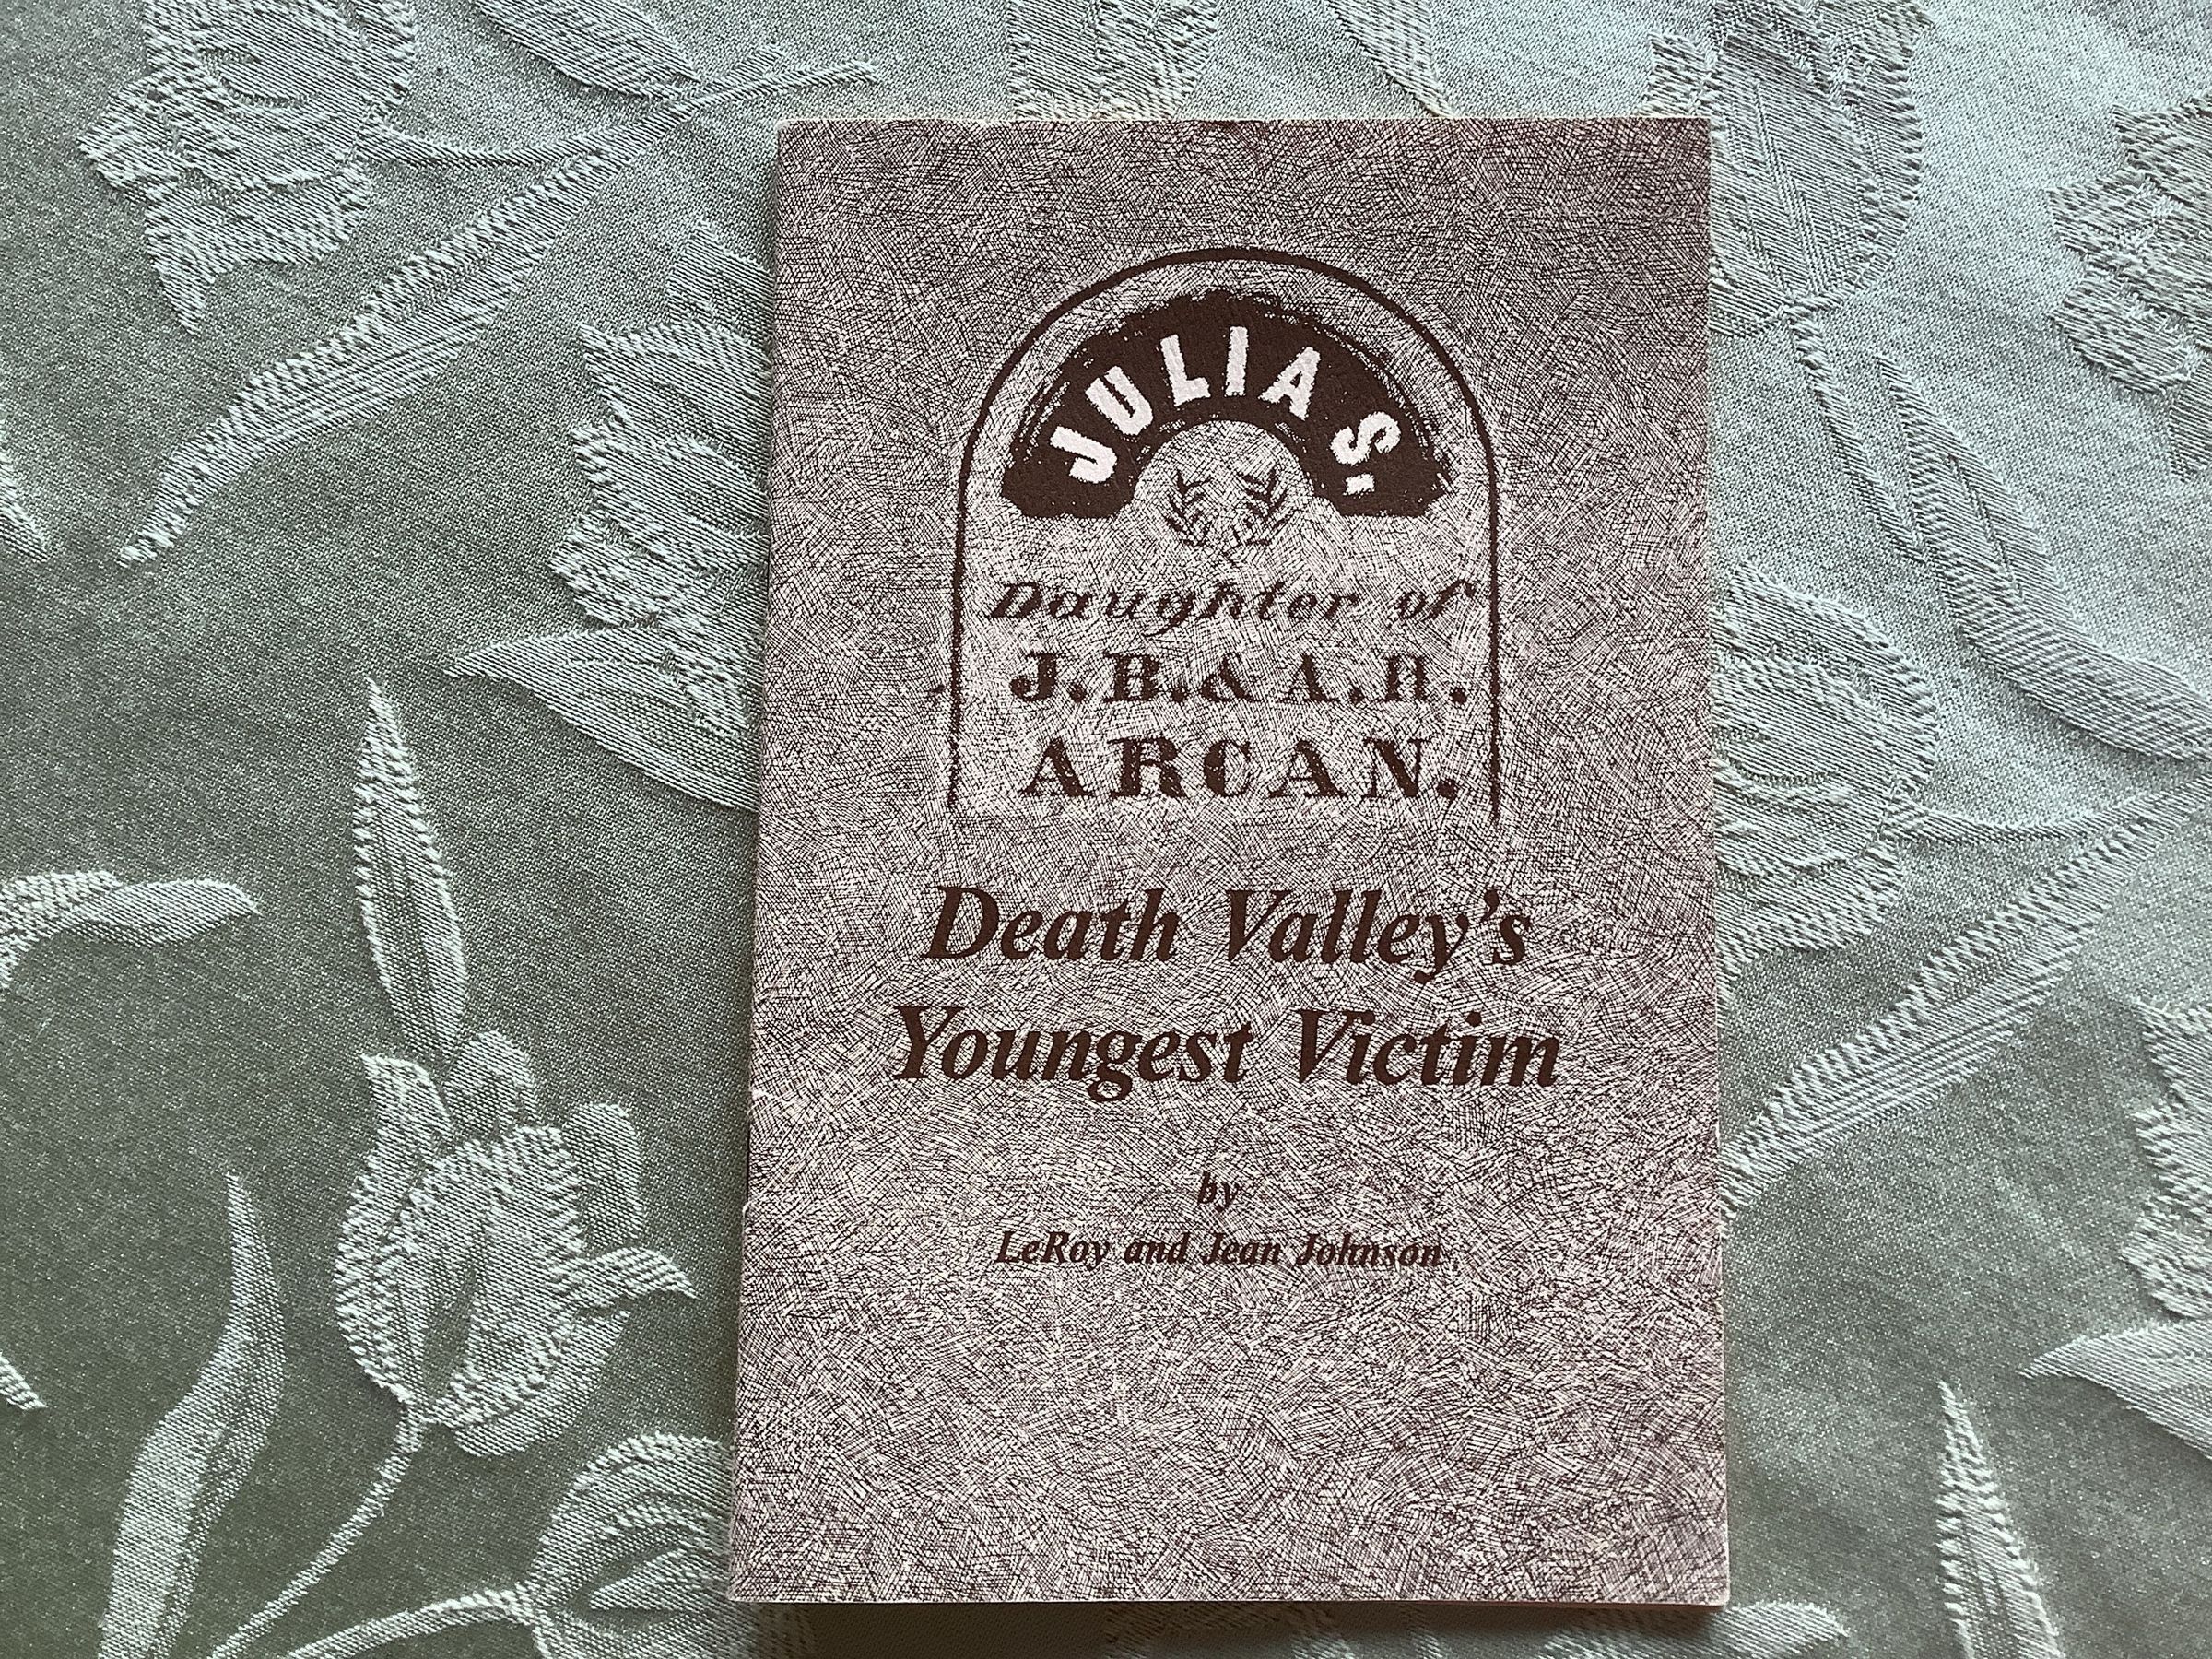 JULIA S.
Daughter of
J.B. & A.H.
ARCAN.
Death Valley's
Youngest Victim
by
LeRoy and Jean Johnson